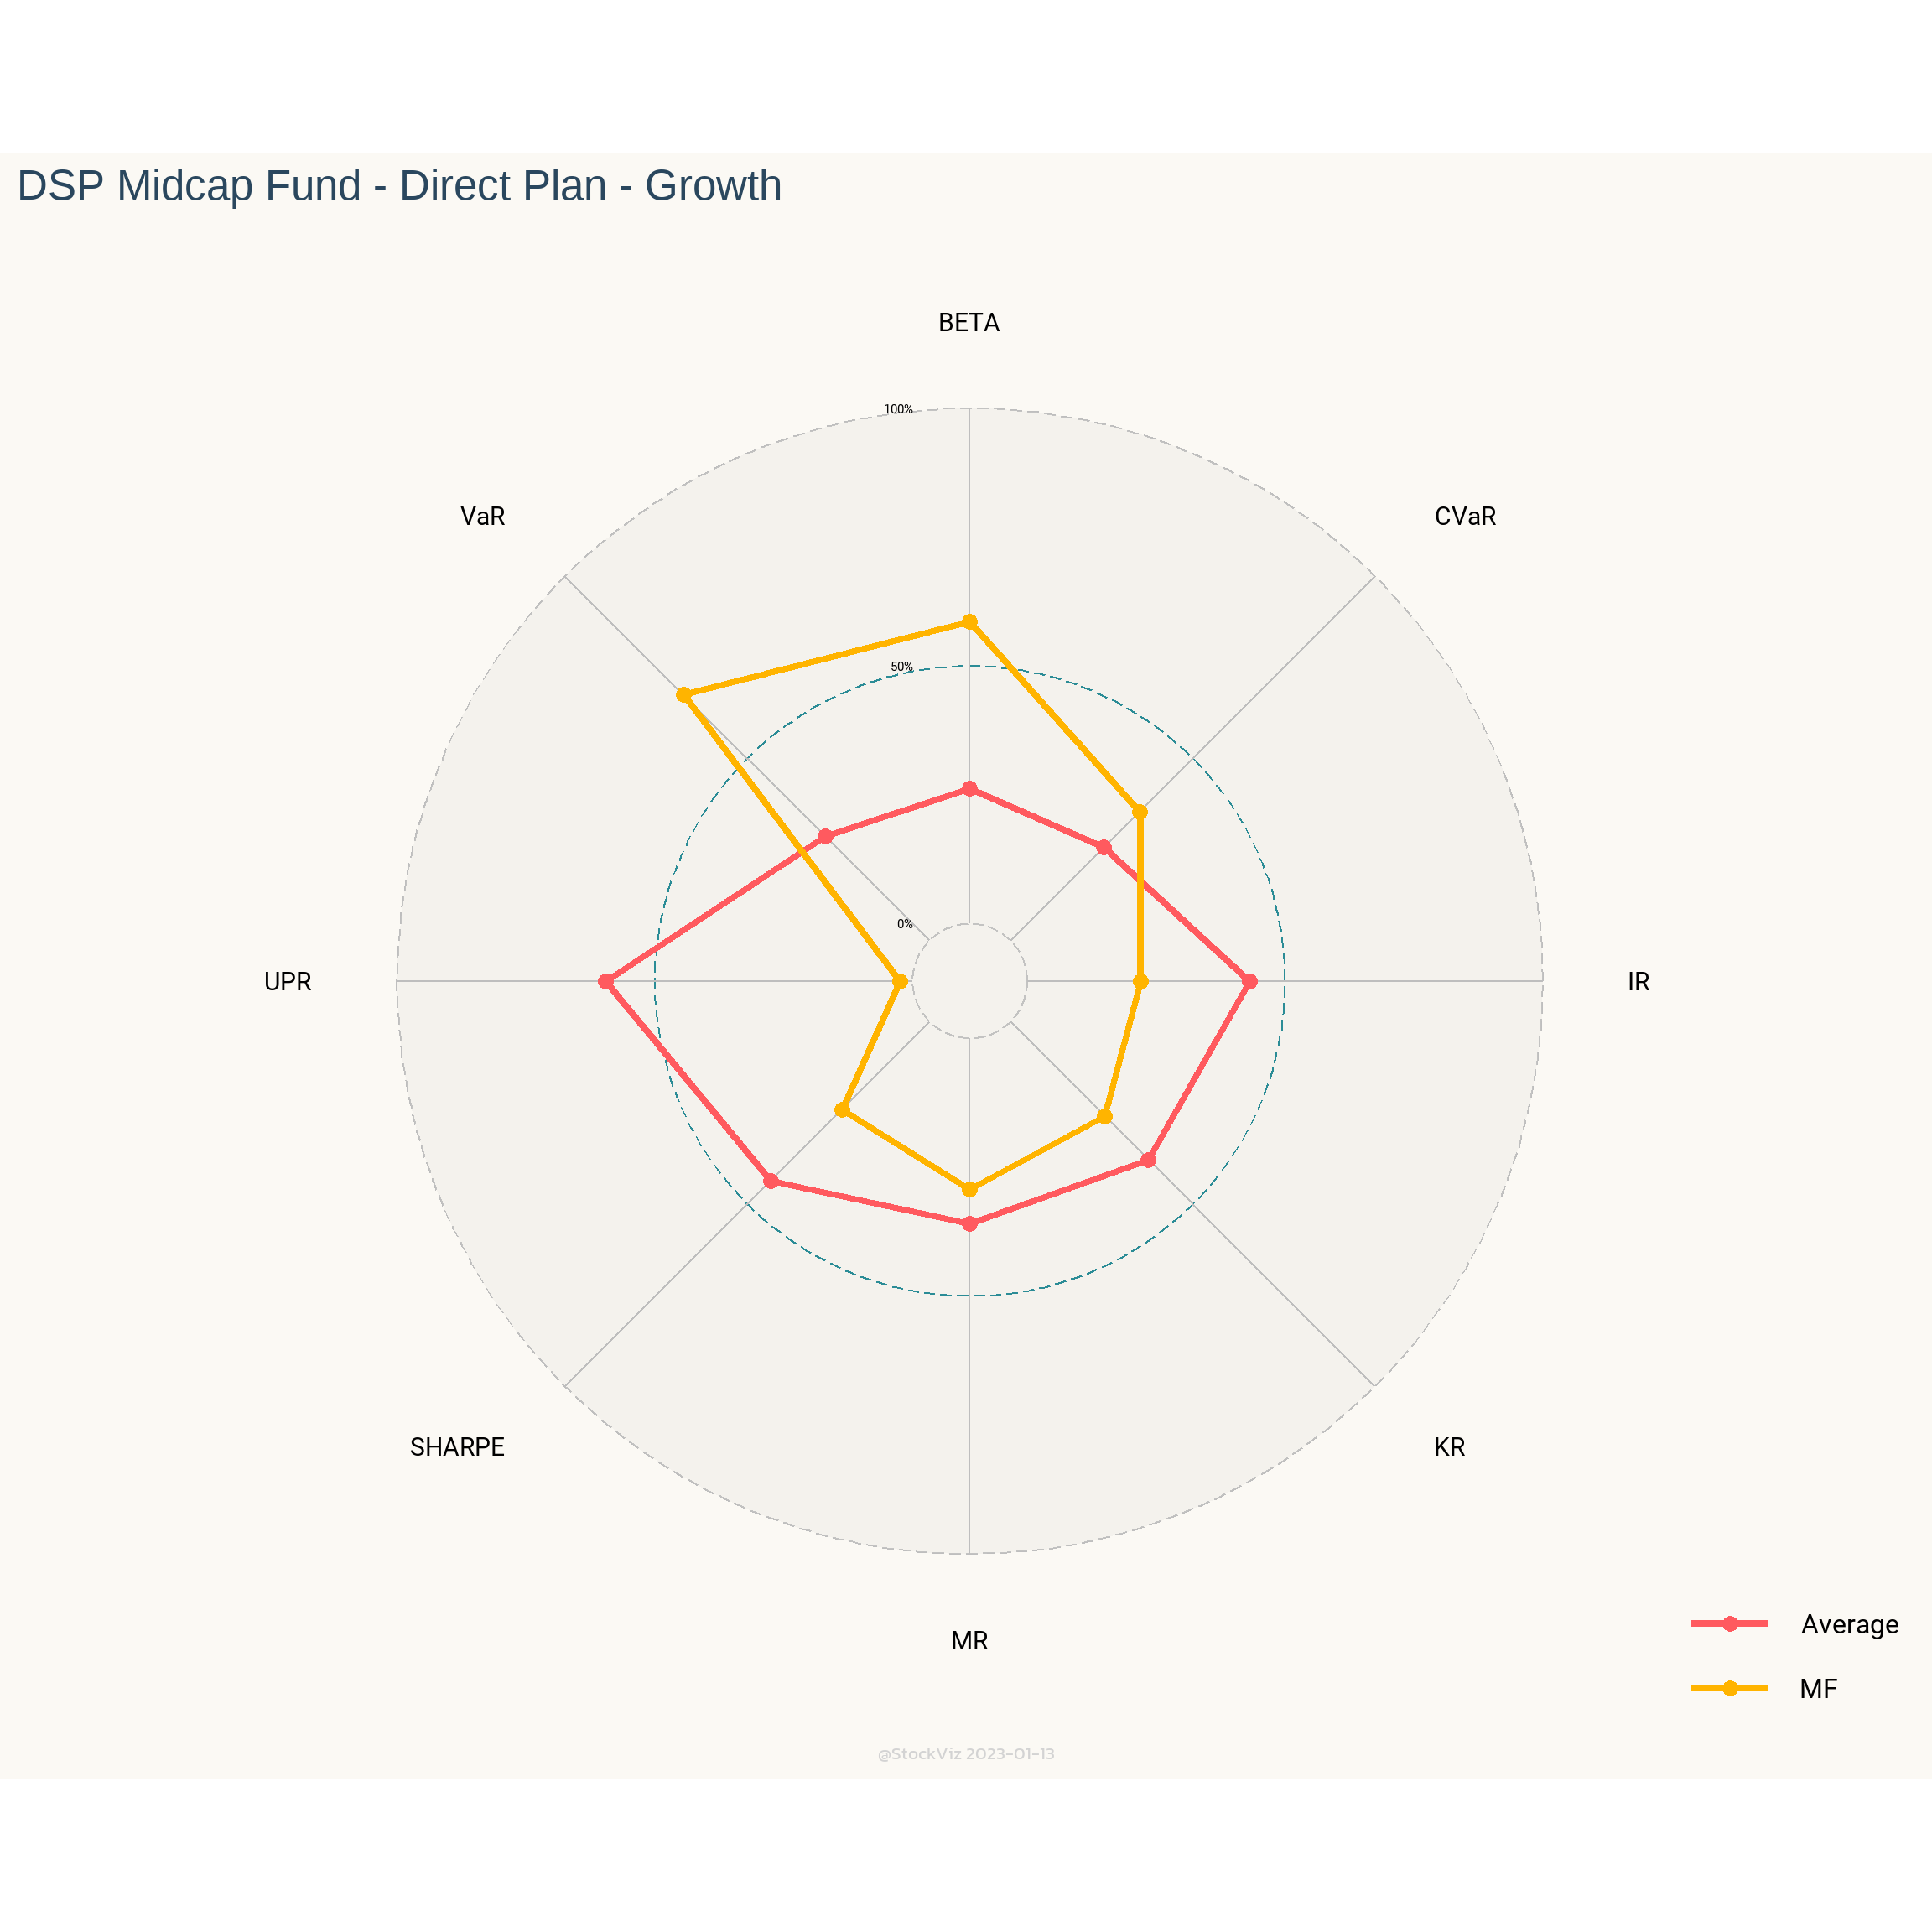 DSP Midcap Fund - Direct Plan - Growth
BETA
100%
VaR
CVaR
50%
0%
UPR
IR
SHARPE
KR
MR
Average
MF
@StockViz 2023-01-13